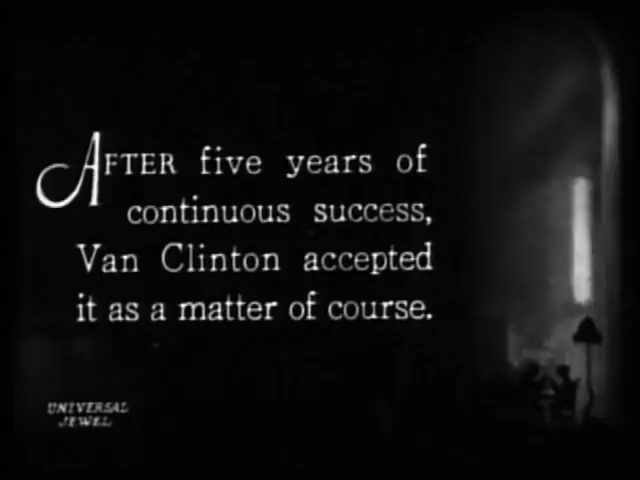 AFTER five years of
continuous success,
Van Clinton accepted
it as a matter of course.
UNIVERSAL
JEWEL